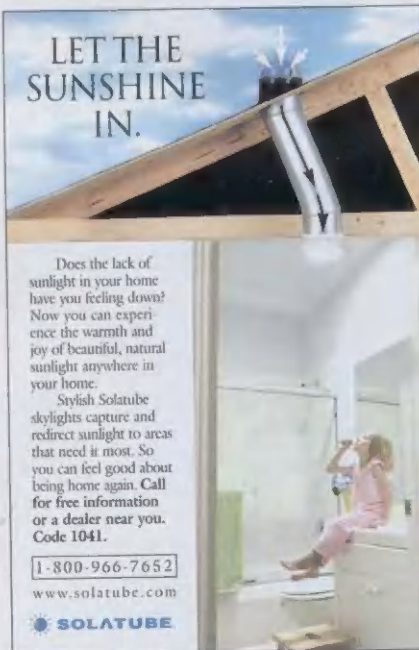 LET THE
SUNSHINE
IN.
Does the lack of
sunlight in your home
have you feeling down?
Now you can experi-
ence the warmth and
joy of beautiful, natural
sunlight anywhere in
your home.
Stylish Solatube
skylights capture and
redirect sunlight to areas
that need it most. So
you can feel good about
being home again. Call
for free information
or a dealer near you.
Code 1041.
1-800-966-7652
www.solatube.com
SOLATUBE